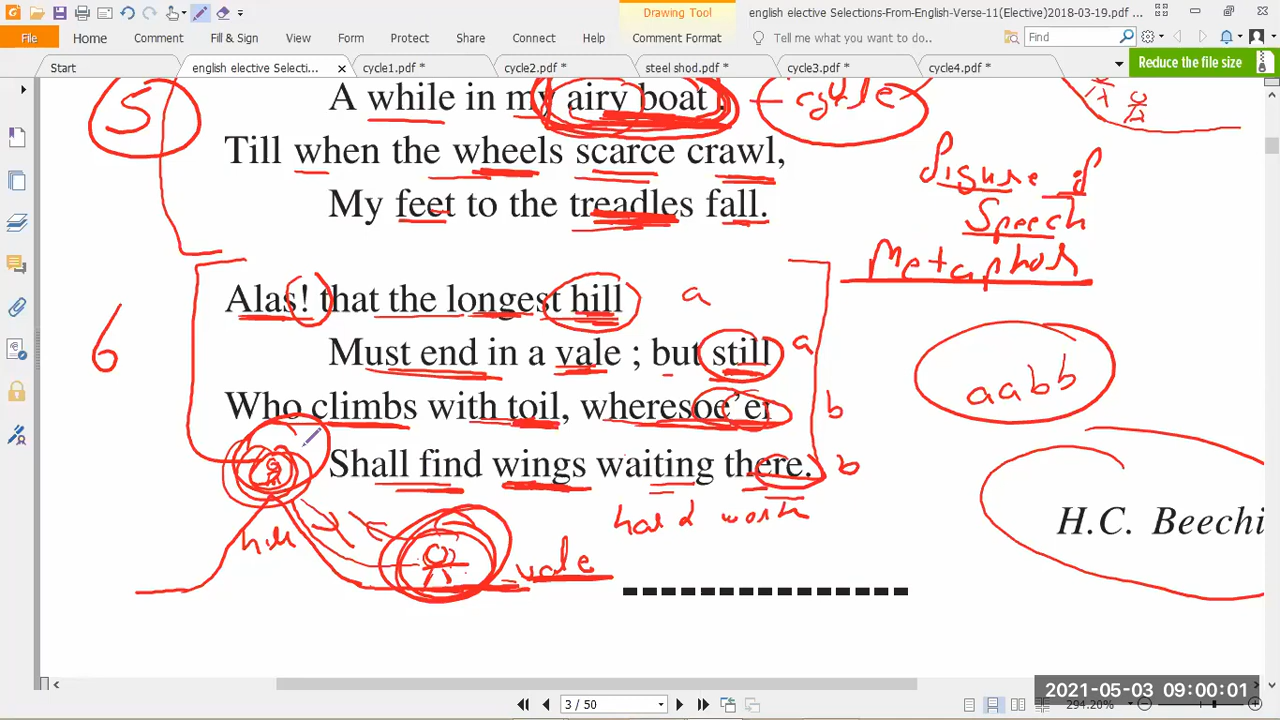 Drawing Tool
english elective Selections-From-English-Verse-11(Elective)2018-03-19.pdf ...
File Home Comment Fill & Sign View Form Protect Share Connect Help Comment Format Tell me what you want to do.. Find
Start english elective Selecti... cycle1.pdf * cycle2.pdf * steel shod.pdf * cycle3.pdf * cycle4.pdf * Reduce the file size
5 A while in my airy boat, cycle
Till when the wheels scarce crawl,
My feet to the treadles fall.
Figure of
Speech
Metaphor
6
Alas! that the longest hill a
Must end in a vale ; but still a
Who climbs with toil, wheresoe'er b
Shall find wings waiting there. b
aabb
hard work
hill
vale
H.C. Beechi
3 / 50
294.20%
2021-05-03 09:00:01